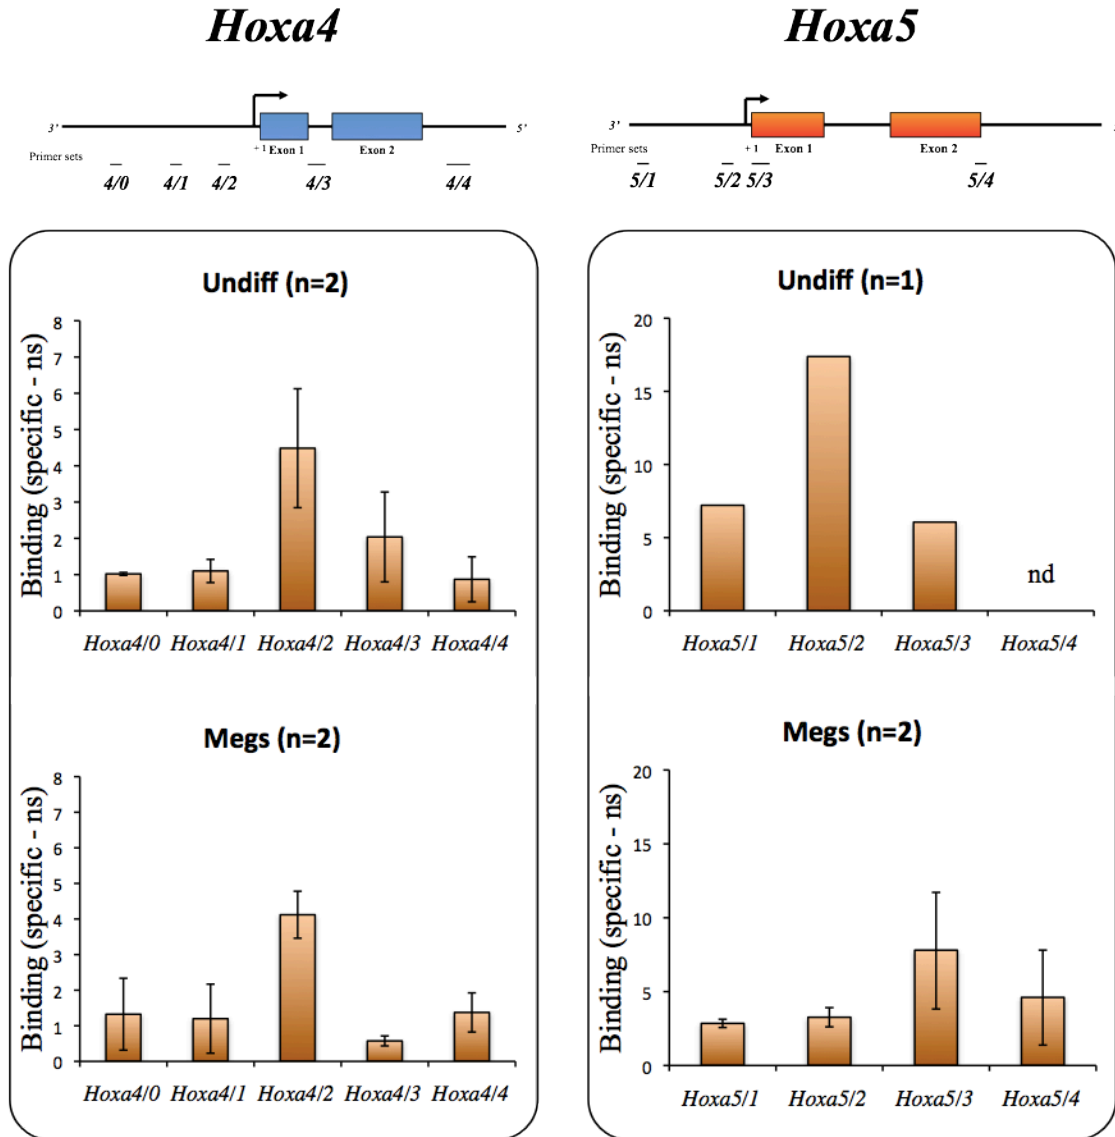 Hoxa4 Hoxa5
3' 5' 3'
+1 Exon 1 Exon 2 +1 Exon 1 Exon 2
Primer sets Primer sets
4/0 4/1 4/2 4/3 4/4 5/1 5/2 5/3 5/4
Undiff (n=2)
Binding (specific - ns)
8
7
6
5
4
3
2
1
0
Hoxa4/0 Hoxa4/1 Hoxa4/2 Hoxa4/3 Hoxa4/4
Undiff (n=1)
Binding (specific - ns)
20
15
10
5
0
nd
Hoxa5/1 Hoxa5/2 Hoxa5/3 Hoxa5/4
Megs (n=2)
Binding (specific - ns)
8
7
6
5
4
3
2
1
0
Hoxa4/0 Hoxa4/1 Hoxa4/2 Hoxa4/3 Hoxa4/4
Megs (n=2)
Binding (specific - ns)
20
15
10
5
0
Hoxa5/1 Hoxa5/2 Hoxa5/3 Hoxa5/4